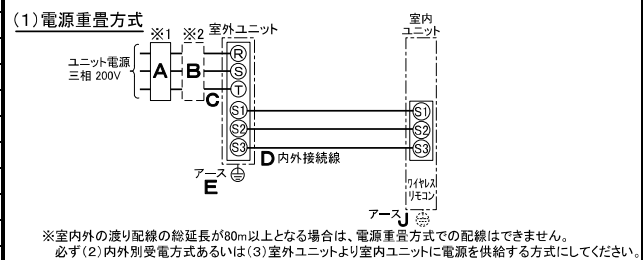 (1)電源重畳方式
※1 ※2 室外ユニット 室内
ユニット
ユニット電源
三相 200V
A B C
R
S
T
S1 S1
S2 S2
S3 S3
D 内外接続線
アース
E
ワイヤレス
リモコン
アース J
※室内外の渡り配線の総延長が80m以上となる場合は、電源重畳方式での配線はできません。
必ず(2)内外別受電方式あるいは(3)室外ユニットより室内ユニットに電源を供給する方式にしてください。